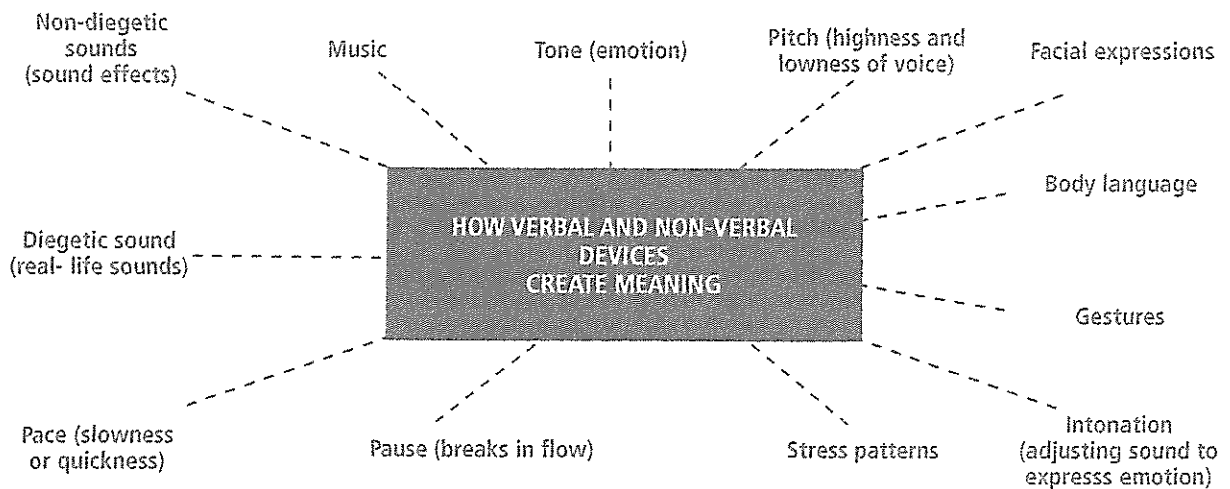 Non-diegetic
sounds
(sound effects)
Music
Tone (emotion)
Pitch (highness and
lowness of voice)
Facial expressions
HOW VERBAL AND NON-VERBAL
DEVICES
CREATE MEANING
Body language
Diegetic sound
(real- life sounds)
Gestures
Pace (slowness
or quickness)
Pause (breaks in flow)
Stress patterns
Intonation
(adjusting sound to
expresss emotion)